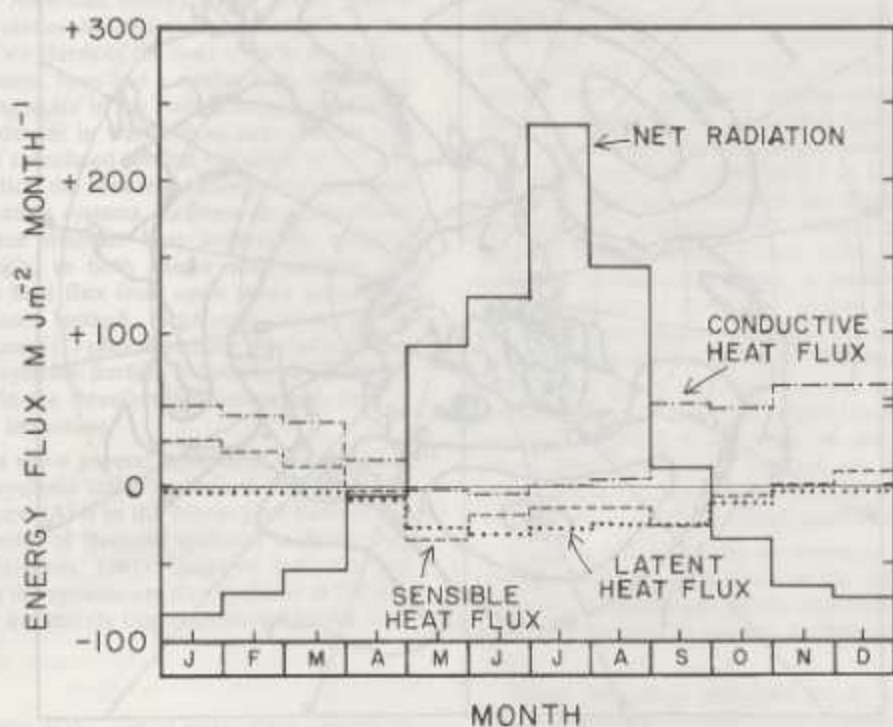 +300
+200
+100
0
-100
ENERGY FLUX M Jm⁻² MONTH⁻¹
NET RADIATION
CONDUCTIVE
HEAT FLUX
SENSIBLE
HEAT FLUX
LATENT
HEAT FLUX
J F M A M J J A S O N D
MONTH